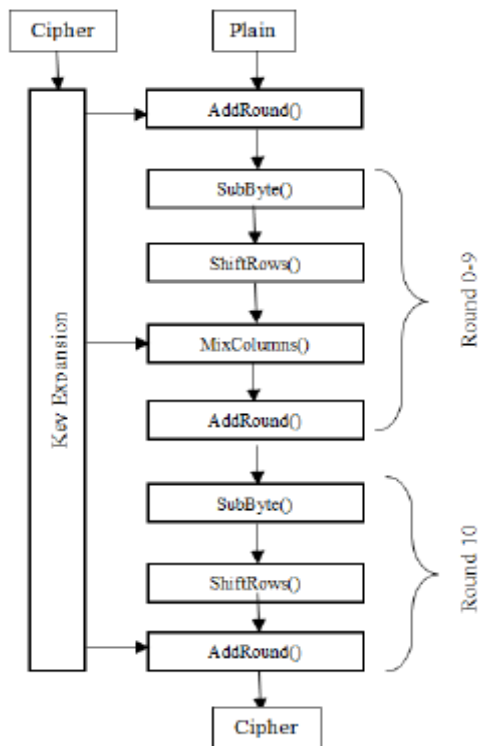 Cipher
Plain
AddRound()
SubByte()
ShiftRows()
MixColumns()
AddRound()
Round 0-9
Key Expansion
SubByte()
ShiftRows()
AddRound()
Round 10
Cipher